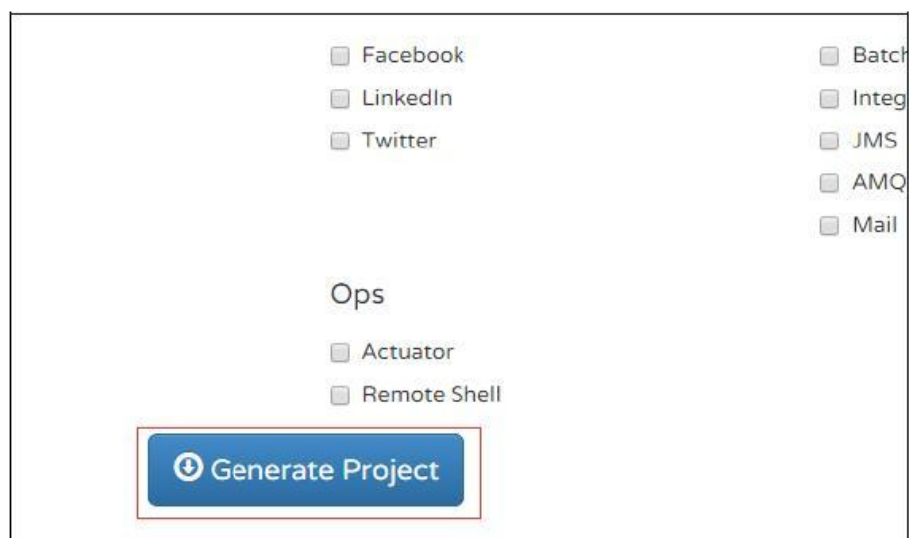 Facebook
LinkedIn
Twitter
Batch
Integ
JMS
AMQ
Mail
Ops
Actuator
Remote Shell
Generate Project